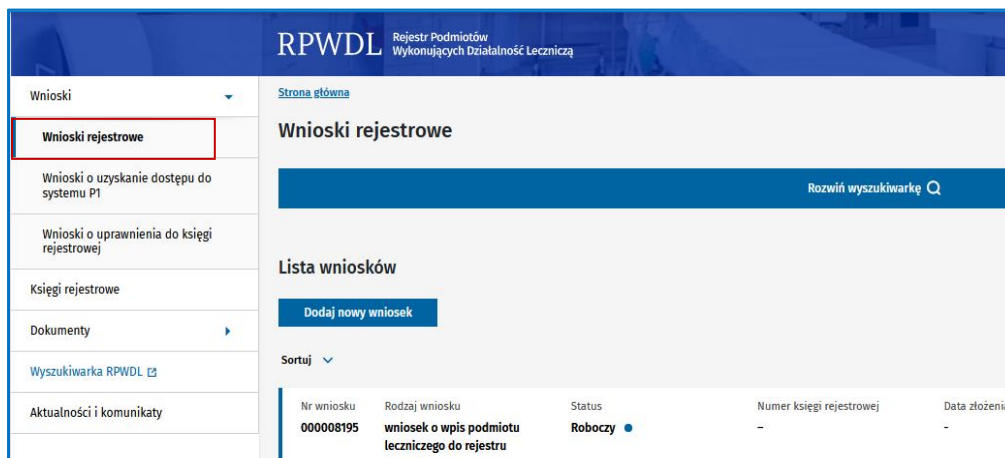 RPWDL
Rejestr Podmiotów
Wykonujących Działalność Leczniczą
Wnioski
Wnioski rejestrowe
Wnioski o uzyskanie dostępu do
systemu P1
Wnioski o uprawnienia do księgi
rejestrowej
Księgi rejestrowe
Dokumenty
Wyszukiwarka RPWDL
Aktualności i komunikaty
Strona główna
Wnioski rejestrowe
Rozwiń wyszukiwarkę
Lista wniosków
Dodaj nowy wniosek
Sortuj
Nr wniosku Rodzaj wniosku Status Numer księgi rejestrowej Data złożenia
000008195 wniosek o wpis podmiotu Roboczy – -
leczniczego do rejestru